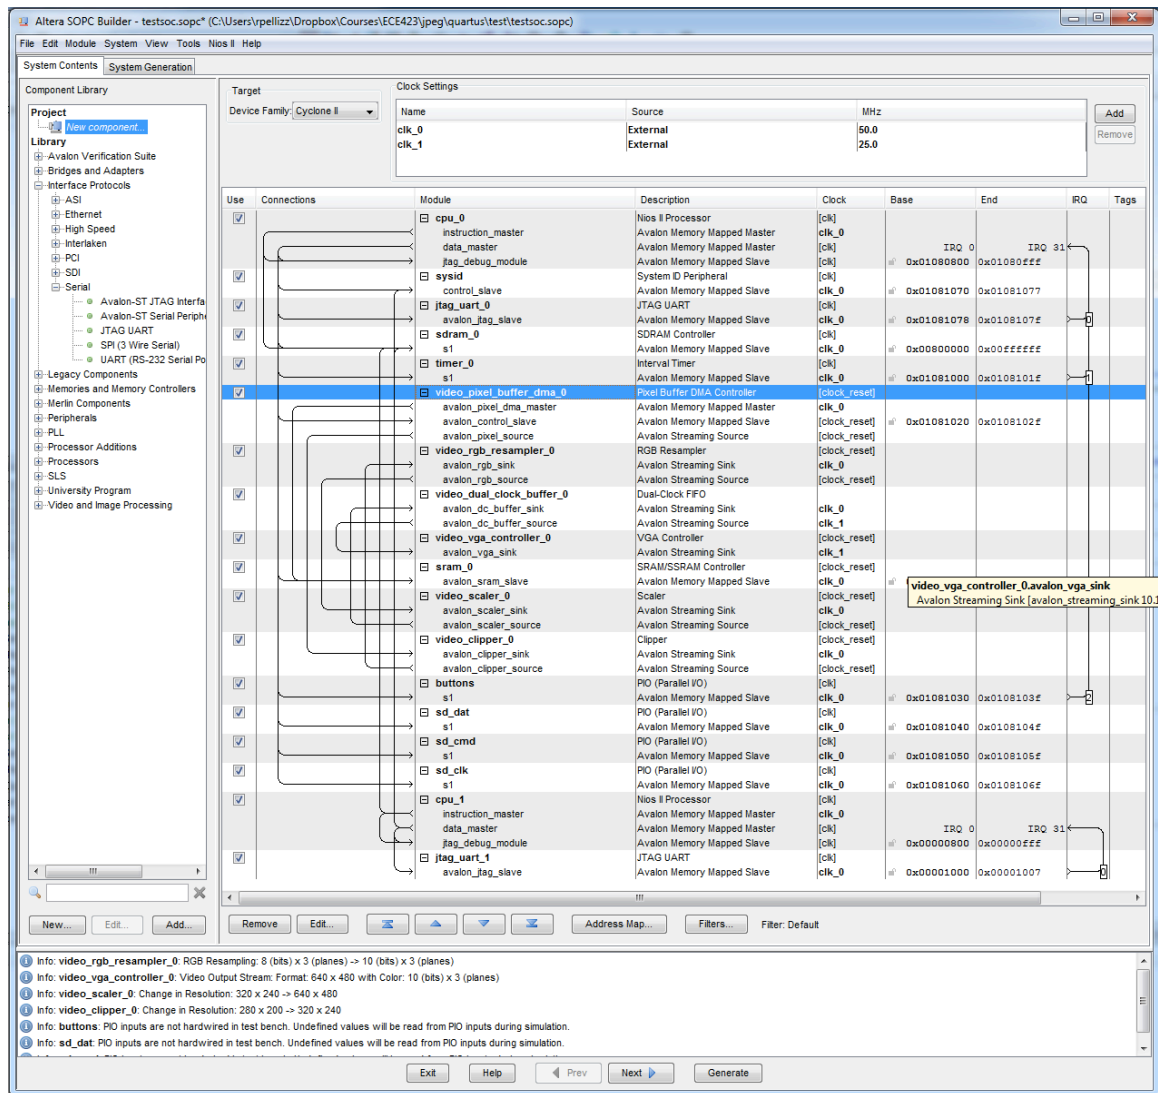 Altera SOPC Builder - testsoc.sopc* (C:\Users\rpellizz\Dropbox\Courses\ECE423\jpeg\quartus\test\testsoc.sopc)
File Edit Module System View Tools Nios II Help
System Contents System Generation
Component Library
Project
New component...
Library
Avalon Verification Suite
Bridges and Adapters
Interface Protocols
ASI
Ethernet
High Speed
Interlaken
PCI
SDI
Serial
Avalon-ST JTAG Interfa
Avalon-ST Serial Periphe
JTAG UART
SPI (3 Wire Serial)
UART (RS-232 Serial Po
Legacy Components
Memories and Memory Controllers
Merlin Components
Peripherals
PLL
Processor Additions
Processors
SLS
University Program
Video and Image Processing
New... Edit... Add...
Target
Device Family: Cyclone II
Clock Settings
Name Source MHz
clk_0 External 50.0
clk_1 External 25.0
Add
Remove
Use Connections Module Description Clock Base End IRQ Tags
cpu_0 Nios II Processor [clk]
instruction_master Avalon Memory Mapped Master clk_0
data_master Avalon Memory Mapped Master [clk] IRQ 0 IRQ 31
jtag_debug_module Avalon Memory Mapped Slave [clk] 0x01080800 0x01080fff
sysid System ID Peripheral [clk]
control_slave Avalon Memory Mapped Slave clk_0 0x01081070 0x01081077
jtag_uart_0 JTAG UART [clk]
avalon_jtag_slave Avalon Memory Mapped Slave clk_0 0x01081078 0x0108107f 0
sdram_0 SDRAM Controller [clk]
s1 Avalon Memory Mapped Slave clk_0 0x00800000 0x00ffffff
timer_0 Interval Timer [clk]
s1 Avalon Memory Mapped Slave clk_0 0x01081000 0x0108101f 1
video_pixel_buffer_dma_0 Pixel Buffer DMA Controller [clock_reset]
avalon_pixel_dma_master Avalon Memory Mapped Master clk_0
avalon_control_slave Avalon Memory Mapped Slave [clock_reset] 0x01081020 0x0108102f
avalon_pixel_source Avalon Streaming Source [clock_reset]
video_rgb_resampler_0 RGB Resampler [clock_reset]
avalon_rgb_sink Avalon Streaming Sink clk_0
avalon_rgb_source Avalon Streaming Source [clock_reset]
video_dual_clock_buffer_0 Dual-Clock FIFO
avalon_dc_buffer_sink Avalon Streaming Sink clk_0
avalon_dc_buffer_source Avalon Streaming Source clk_1
video_vga_controller_0 VGA Controller [clock_reset]
avalon_vga_sink Avalon Streaming Sink clk_1
sram_0 SRAM/SSRAM Controller [clock_reset]
avalon_sram_slave Avalon Memory Mapped Slave clk_0
video_vga_controller_0.avalon_vga_sink
Avalon Streaming Sink [avalon_streaming_sink 10.1
video_scaler_0 Scaler [clock_reset]
avalon_scaler_sink Avalon Streaming Sink clk_0
avalon_scaler_source Avalon Streaming Source [clock_reset]
video_clipper_0 Clipper [clock_reset]
avalon_clipper_sink Avalon Streaming Sink clk_0
avalon_clipper_source Avalon Streaming Source [clock_reset]
buttons PIO (Parallel I/O) [clk]
s1 Avalon Memory Mapped Slave clk_0 0x01081030 0x0108103f 2
sd_dat PIO (Parallel I/O) [clk]
s1 Avalon Memory Mapped Slave clk_0 0x01081040 0x0108104f
sd_cmd PIO (Parallel I/O) [clk]
s1 Avalon Memory Mapped Slave clk_0 0x01081050 0x0108105f
sd_clk PIO (Parallel I/O) [clk]
s1 Avalon Memory Mapped Slave clk_0 0x01081060 0x0108106f
cpu_1 Nios II Processor [clk]
instruction_master Avalon Memory Mapped Master clk_0
data_master Avalon Memory Mapped Master [clk] IRQ 0 IRQ 31
jtag_debug_module Avalon Memory Mapped Slave [clk] 0x00000800 0x00000fff
jtag_uart_1 JTAG UART [clk]
avalon_jtag_slave Avalon Memory Mapped Slave clk_0 0x00001000 0x00001007 0
Remove Edit... Address Map... Filters... Filter: Default
Info: video_rgb_resampler_0: RGB Resampling: 8 (bits) x 3 (planes) -> 10 (bits) x 3 (planes)
Info: video_vga_controller_0: Video Output Stream: Format: 640 x 480 with Color: 10 (bits) x 3 (planes)
Info: video_scaler_0: Change in Resolution: 320 x 240 -> 640 x 480
Info: video_clipper_0: Change in Resolution: 280 x 200 -> 320 x 240
Info: buttons: PIO inputs are not hardwired in test bench. Undefined values will be read from PIO inputs during simulation.
Info: sd_dat: PIO inputs are not hardwired in test bench. Undefined values will be read from PIO inputs during simulation.
Exit Help Prev Next Generate